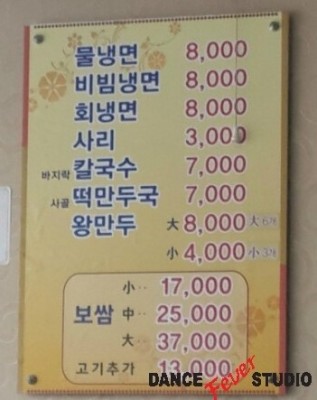 물냉면 8,000
비빔냉면 8,000
회냉면 8,000
사리 3,000
바지락 칼국수 7,000
사골 떡만두국 7,000
왕만두 大 8,000 大6개
小 4,000 小3개
小·· 17,000
보쌈 中·· 25,000
大 37,000
고기추가 13,000
DANCE Fever STUDIO